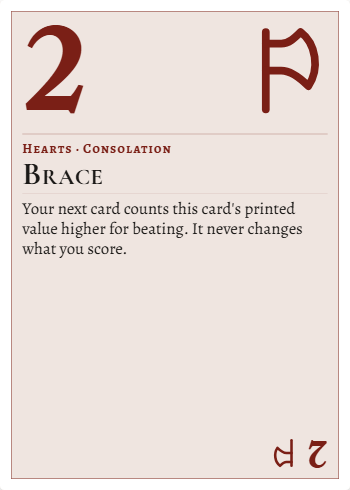 2
Hearts · Consolation
Brace
Your next card counts this card's printed
value higher for beating. It never changes
what you score.
2